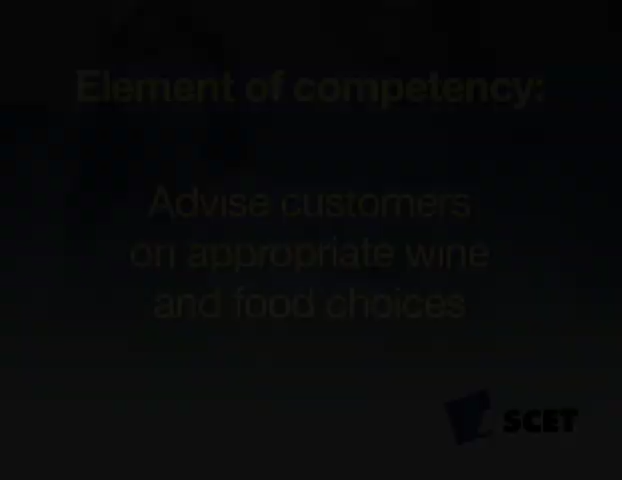 Element of competency:
Advise customers
on appropriate wine
and food choices
SCET